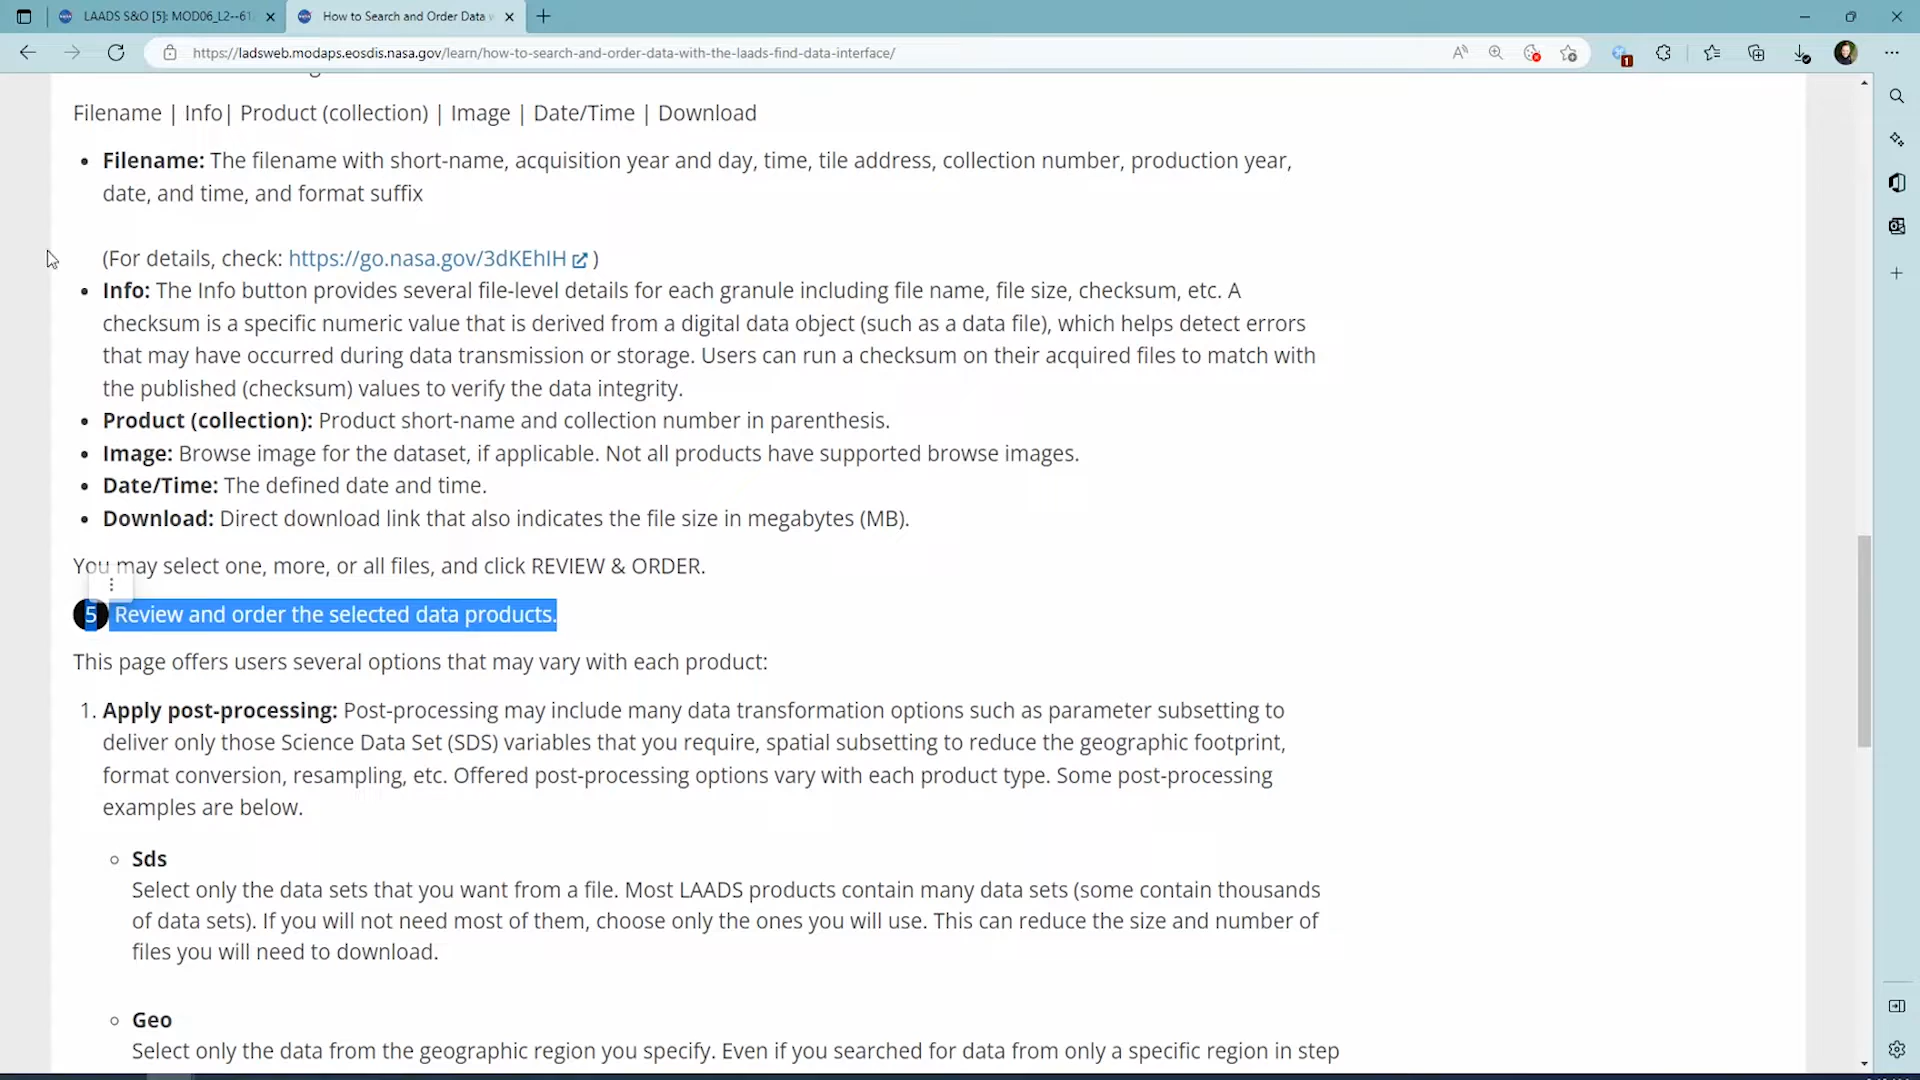 LAADS S&O [5]: MOD06_L2--61
How to Search and Order Data
https://ladsweb.modaps.eosdis.nasa.gov/learn/how-to-search-and-order-data-with-the-laads-find-data-interface/
1
Filename | Info| Product (collection) | Image | Date/Time | Download
• Filename: The filename with short-name, acquisition year and day, time, tile address, collection number, production year,
date, and time, and format suffix
(For details, check: https://go.nasa.gov/3dKEhIH )
• Info: The Info button provides several file-level details for each granule including file name, file size, checksum, etc. A
checksum is a specific numeric value that is derived from a digital data object (such as a data file), which helps detect errors
that may have occurred during data transmission or storage. Users can run a checksum on their acquired files to match with
the published (checksum) values to verify the data integrity.
• Product (collection): Product short-name and collection number in parenthesis.
• Image: Browse image for the dataset, if applicable. Not all products have supported browse images.
• Date/Time: The defined date and time.
• Download: Direct download link that also indicates the file size in megabytes (MB).
You may select one, more, or all files, and click REVIEW & ORDER.
5 Review and order the selected data products.
This page offers users several options that may vary with each product:
1. Apply post-processing: Post-processing may include many data transformation options such as parameter subsetting to
deliver only those Science Data Set (SDS) variables that you require, spatial subsetting to reduce the geographic footprint,
format conversion, resampling, etc. Offered post-processing options vary with each product type. Some post-processing
examples are below.
Sds
Select only the data sets that you want from a file. Most LAADS products contain many data sets (some contain thousands
of data sets). If you will not need most of them, choose only the ones you will use. This can reduce the size and number of
files you will need to download.
Geo
Select only the data from the geographic region you specify. Even if you searched for data from only a specific region in step